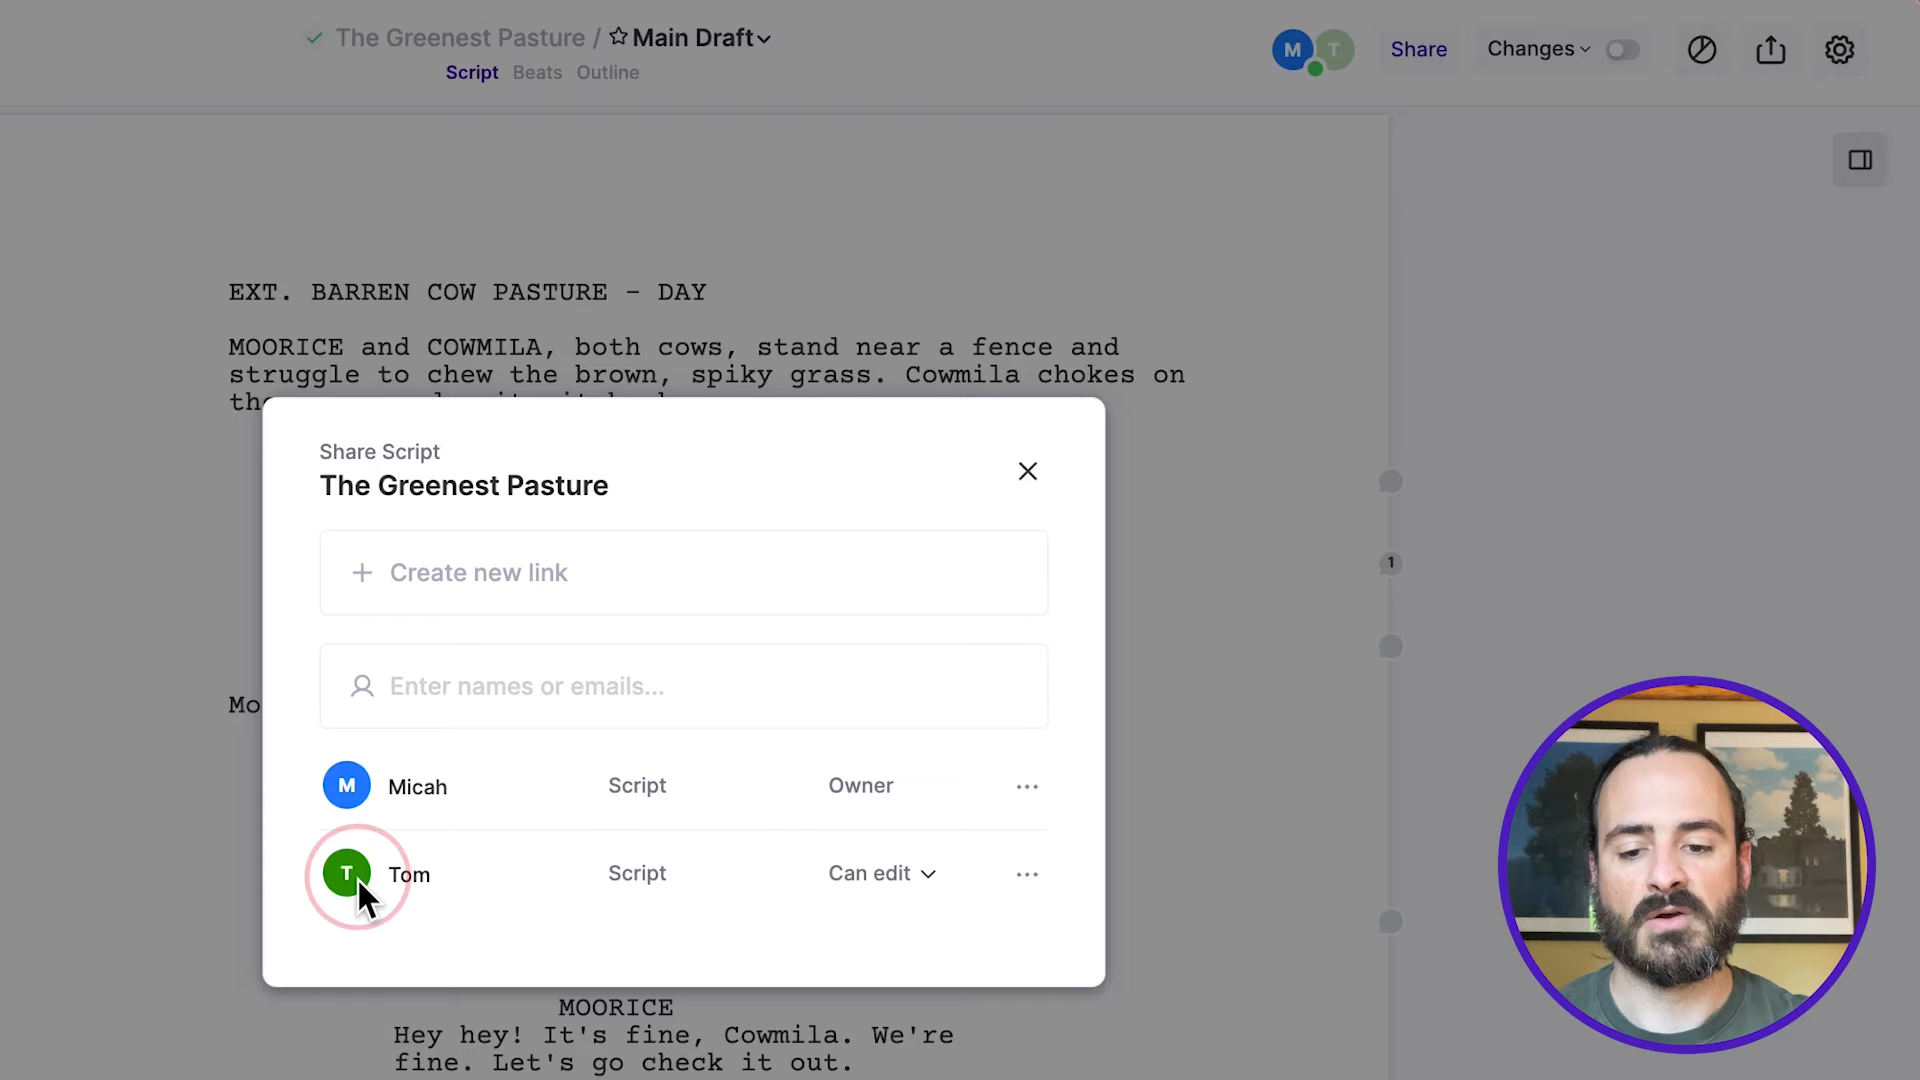 The Greenest Pasture / Main Draft
Script Beats Outline
M T Share Changes
EXT. BARREN COW PASTURE - DAY
MOORICE and COWMILA, both cows, stand near a fence and
struggle to chew the brown, spiky grass. Cowmila chokes on
Share Script
The Greenest Pasture
Create new link
1
Enter names or emails...
Mo
M Micah Script Owner
T Tom Script Can edit
MOORICE
Hey hey! It's fine, Cowmila. We're
fine. Let's go check it out.